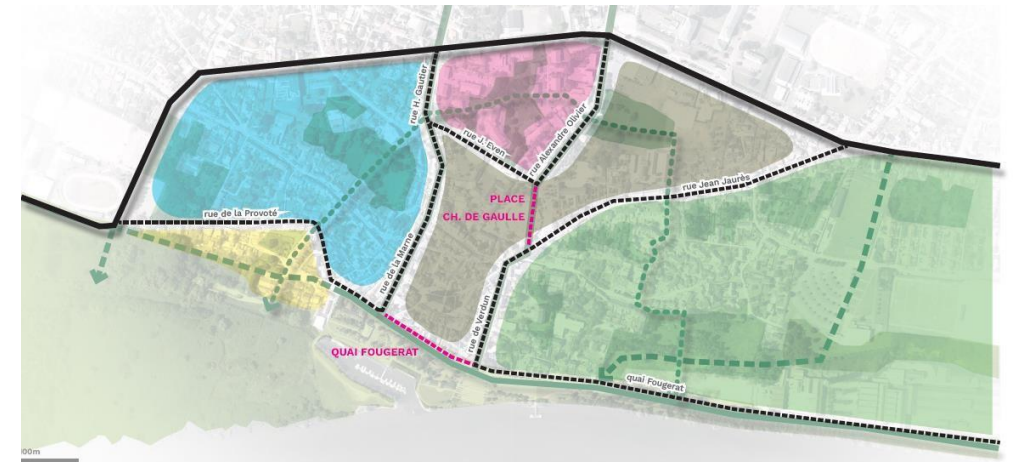 rue H. Gautier
rue J. Even
rue Alexandre Olivier
rue Jean Jaurès
PLACE
CH. DE GAULLE
rue de la Provoté
rue de la Marne
rue de Verdun
QUAI FOUGERAT
quai Fougerat
00m